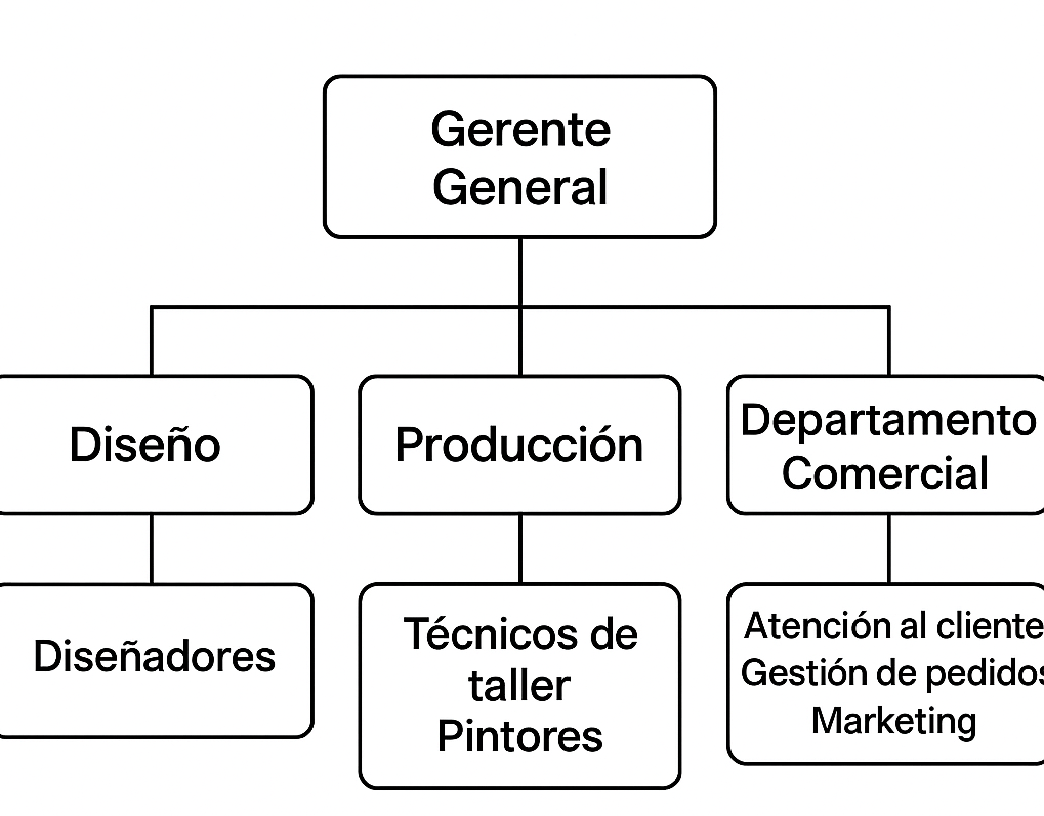 Gerente
General
Diseño
Producción
Departamento
Comercial
Diseñadores
Técnicos de
taller
Pintores
Atención al cliente
Gestión de pedidos
Marketing